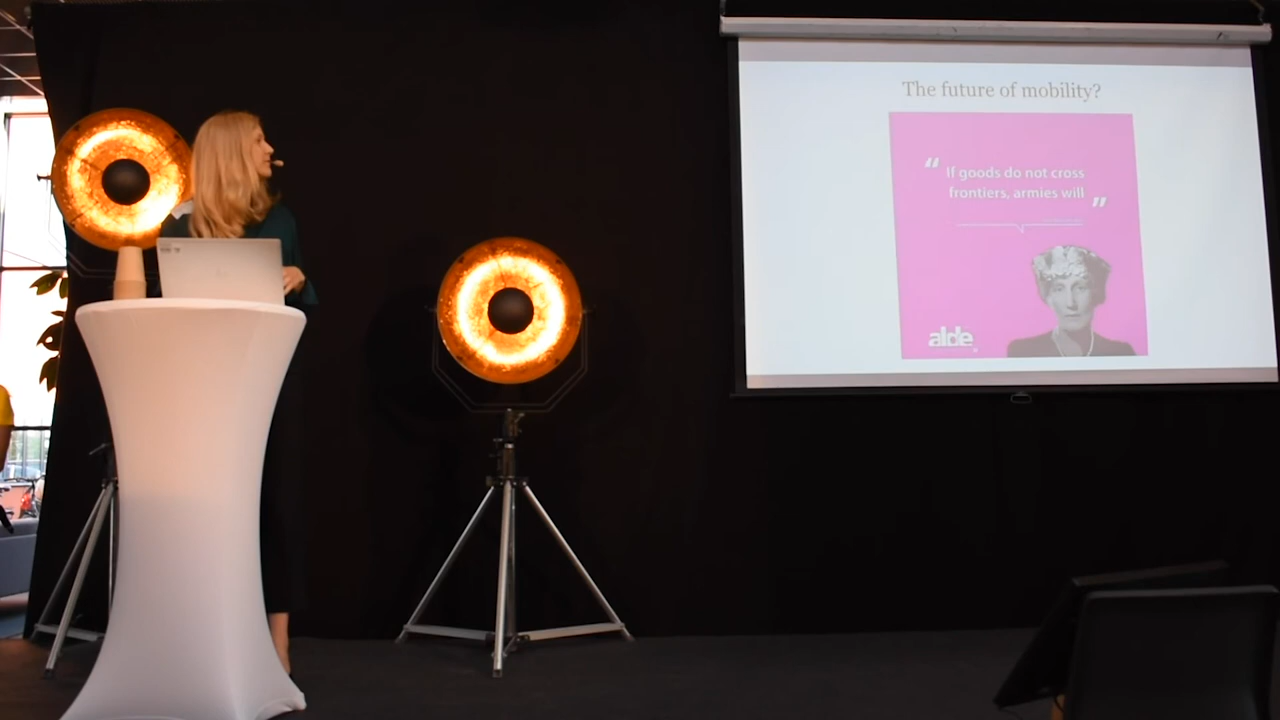 The future of mobility?
“ If goods do not cross
frontiers, armies will ”
alde